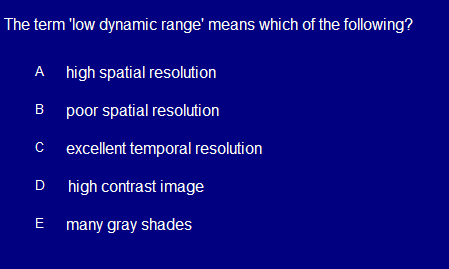 The term 'low dynamic range' means which of the following?
A high spatial resolution
B poor spatial resolution
C excellent temporal resolution
D high contrast image
E many gray shades